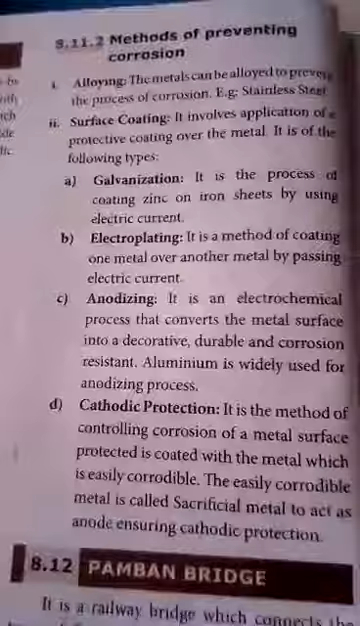 8.11.2 Methods of preventing
corrosion
i. Alloying: The metals can be alloyed to prevent
the process of corrosion. E.g: Stainless Steel
ii. Surface Coating: It involves application of a
protective coating over the metal. It is of the
following types:
a) Galvanization: It is the process of
coating zinc on iron sheets by using
electric current.
b) Electroplating: It is a method of coating
one metal over another metal by passing
electric current.
c) Anodizing: It is an electrochemical
process that converts the metal surface
into a decorative, durable and corrosion
resistant. Aluminium is widely used for
anodizing process.
d) Cathodic Protection: It is the method of
controlling corrosion of a metal surface
protected is coated with the metal which
is easily corrodible. The easily corrodible
metal is called Sacrificial metal to act as
anode ensuring cathodic protection.
8.12 PAMBAN BRIDGE
It is a railway bridge which connects the